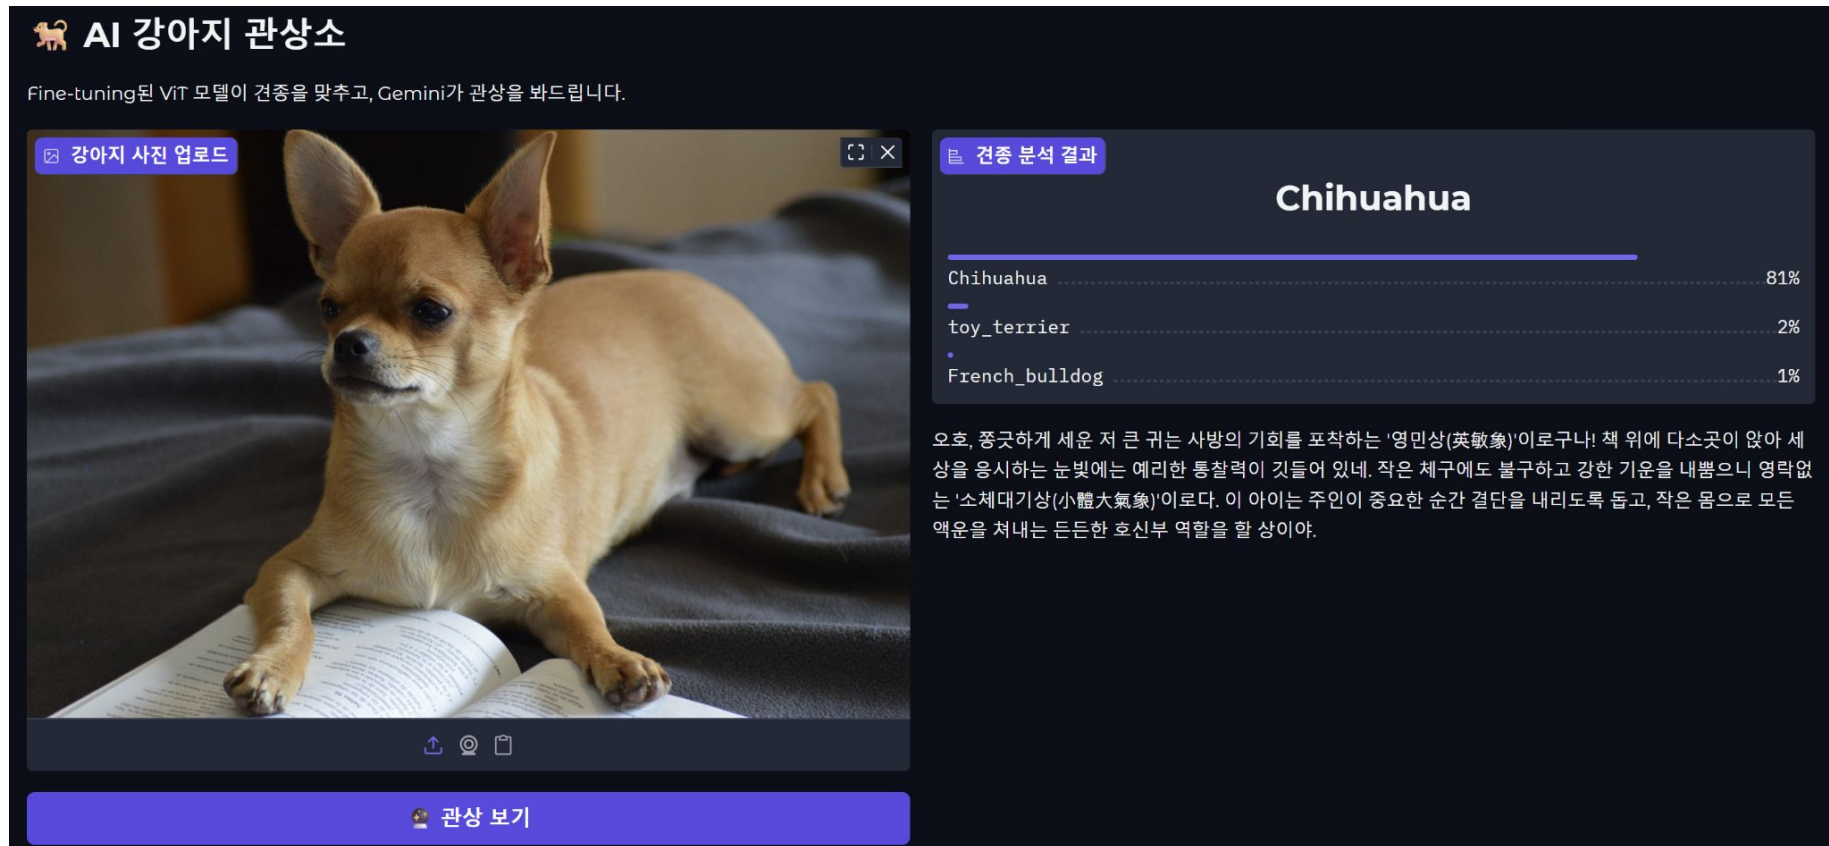 AI 강아지 관상소
Fine-tuning된 ViT 모델이 견종을 맞추고, Gemini가 관상을 봐드립니다.
강아지 사진 업로드
관상 보기
견종 분석 결과
Chihuahua
Chihuahua 81%
toy_terrier 2%
French_bulldog 1%
오호, 쫑긋하게 세운 저 큰 귀는 사방의 기회를 포착하는 '영민상(英敏象)'이로구나! 책 위에 다소곳이 앉아 세
상을 응시하는 눈빛에는 예리한 통찰력이 깃들어 있네. 작은 체구에도 불구하고 강한 기운을 내뿜으니 영락없
는 '소체대기상(小體大氣象)'이로다. 이 아이는 주인이 중요한 순간 결단을 내리도록 돕고, 작은 몸으로 모든
액운을 쳐내는 든든한 호신부 역할을 할 상이야.